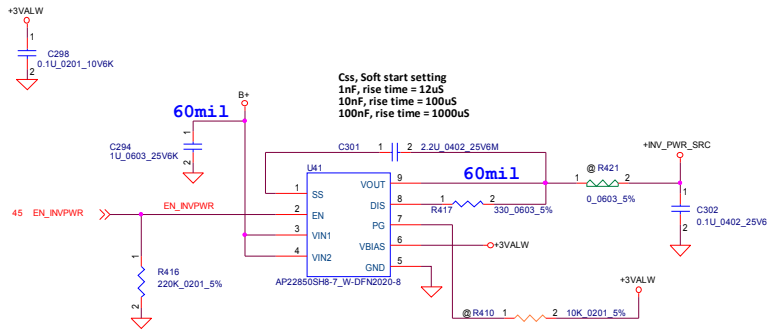 +3VALW
1
C298
0.1U_0201_10V6K
2
Css, Soft start setting
1nF, rise time = 12uS
10nF, rise time = 100uS
100nF, rise time = 1000uS
B+
60mil
1
C294
1U_0603_25V6K
2
C301
1
2
2.2U_0402_25V6M
U41
60mil
@ R421
1
2
0_0603_5%
+INV_PWR_SRC
1
C302
0.1U_0402_25V6
2
1
SS
VOUT
9
45
EN_INVPWR
EN_INVPWR
2
EN
DIS
8
1
2
R417
330_0603_5%
3
VIN1
PG
7
4
VIN2
VBIAS
6
+3VALW
GND
5
AP22850SH8-7_W-DFN2020-8
1
R416
220K_0201_5%
2
+3VALW
@R410
1
2
10K_0201_5%